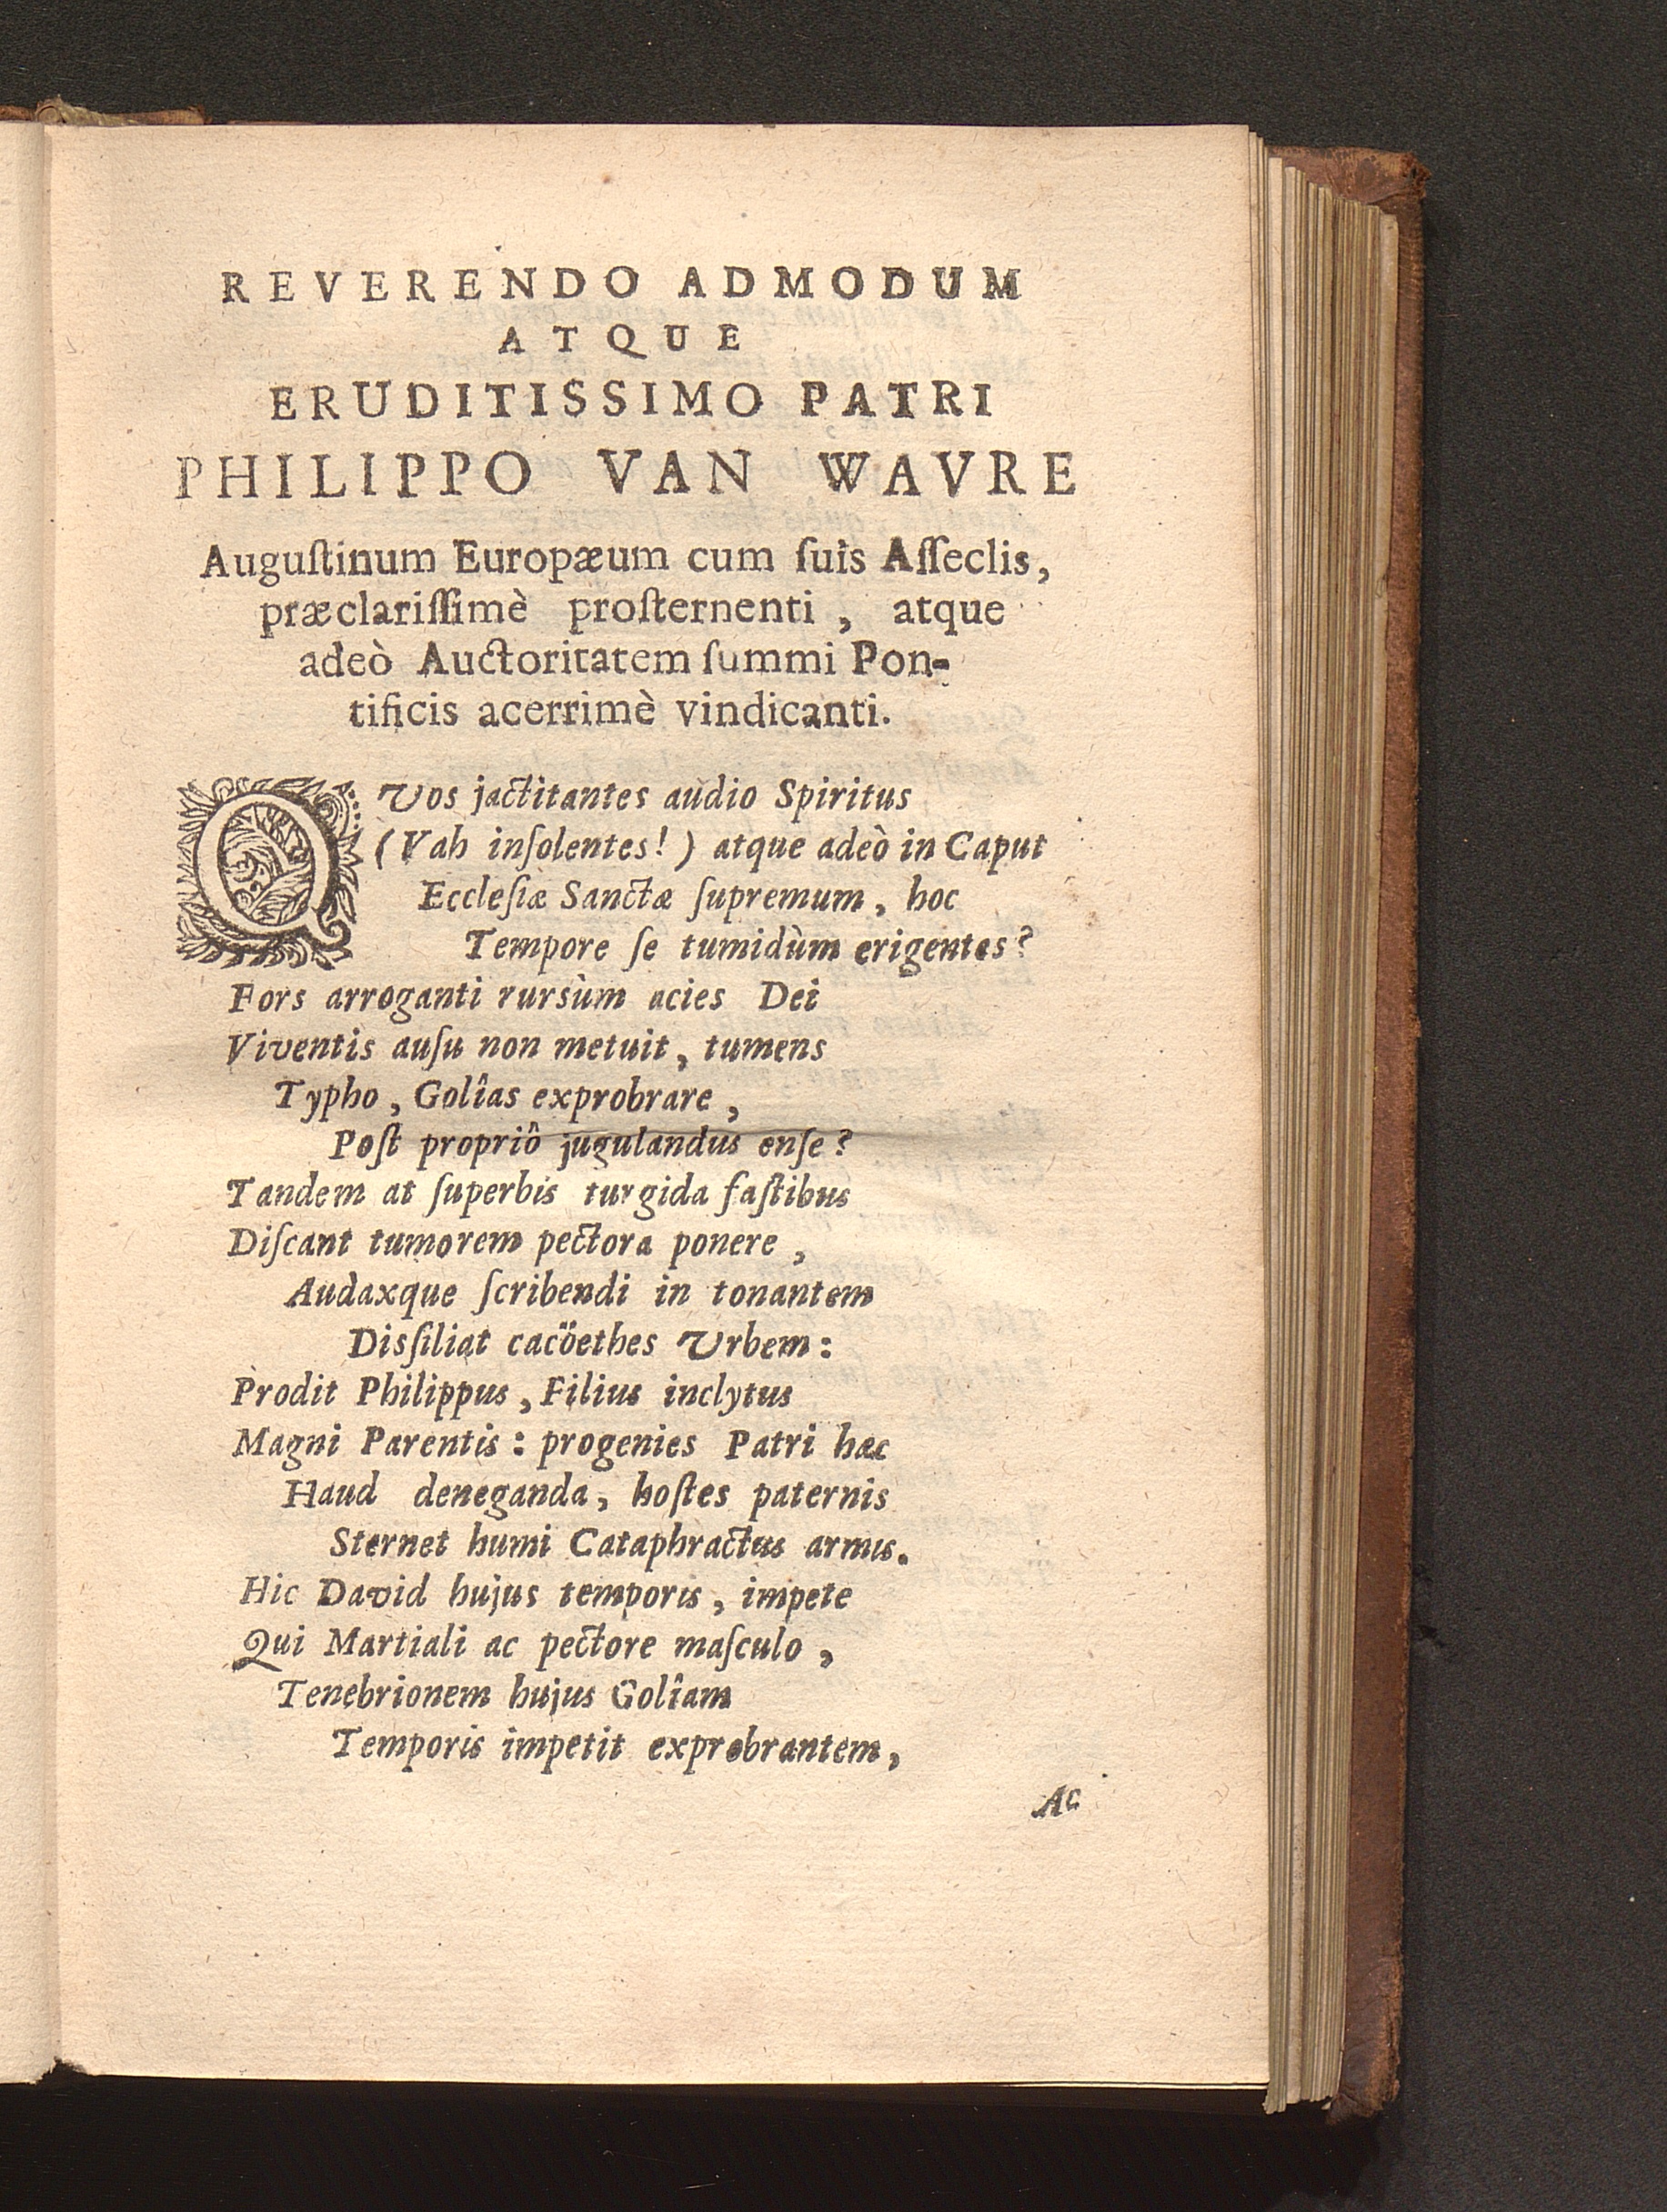 REVERENDO ADMODUM
ATQUE
ERUDITISSIMO PATRI
PHILIPPO VAN WAVRE
Auguſtinum Europæum cum ſuis Aſſeclis,
præclariſſimè proſternenti, atque
adeò Auctoritatem ſummi Pon-
tificis acerrimè vindicanti.
QVos jactitantes audio Spiritus
(Vah inſolentes!) atque adeò in Caput
Eccleſiæ Sanctæ ſupremum, hoc
Tempore ſe tumidùm erigentes?
Fors arroganti rursùm acies Dei
Viventis auſu non metuit, tumens
Typho, Golîas exprobrare,
Poſt propriô jugulandus enſe?
Tandem at ſuperbis turgida faſtibus
Diſcant tumorem pectora ponere,
Audaxque ſcribendi in tonantem
Disſiliat cacöethes Urbem:
Prodit Philippus, Filius inclytus
Magni Parentis: progenies Patri hæc
Haud deneganda, hoſtes paternis
Sternet humi Cataphractus armis.
Hic David hujus temporis, impete
Qui Martiali ac pectore maſculo,
Tenebrionem hujus Golîam
Temporis impetit exprobrantem,
Ac